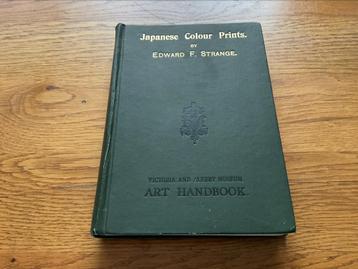 Japanese Colour Prints.
BY
EDWARD F. STRANGE.
VICTORIA AND ALBERT MUSEUM
ART HANDBOOK.